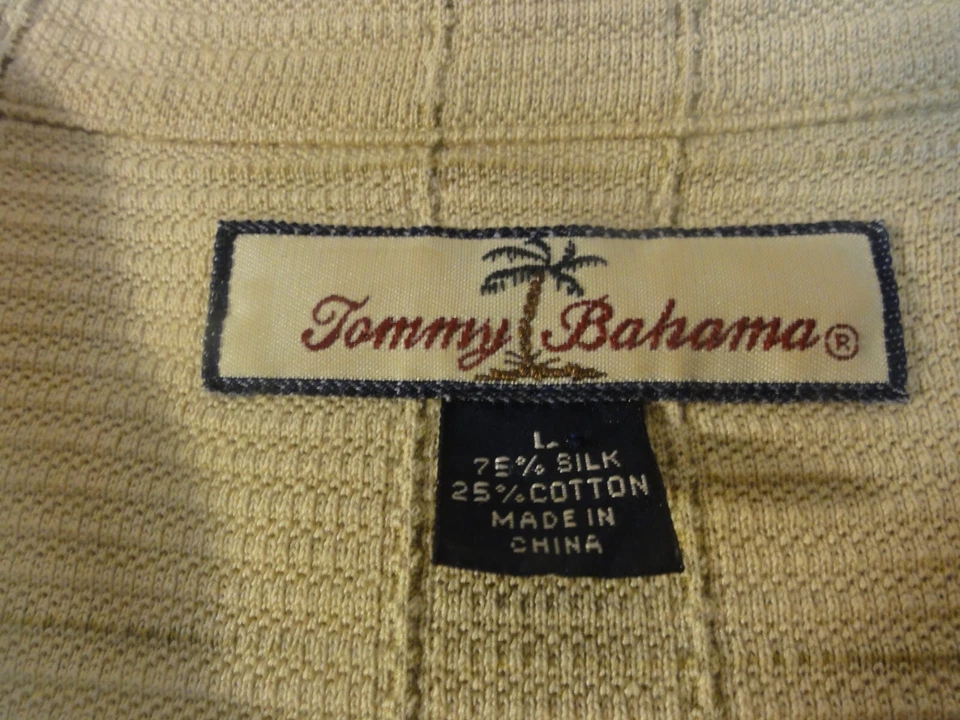 Tommy Bahama®
L
75% SILK
25% COTTON
MADE IN
CHINA